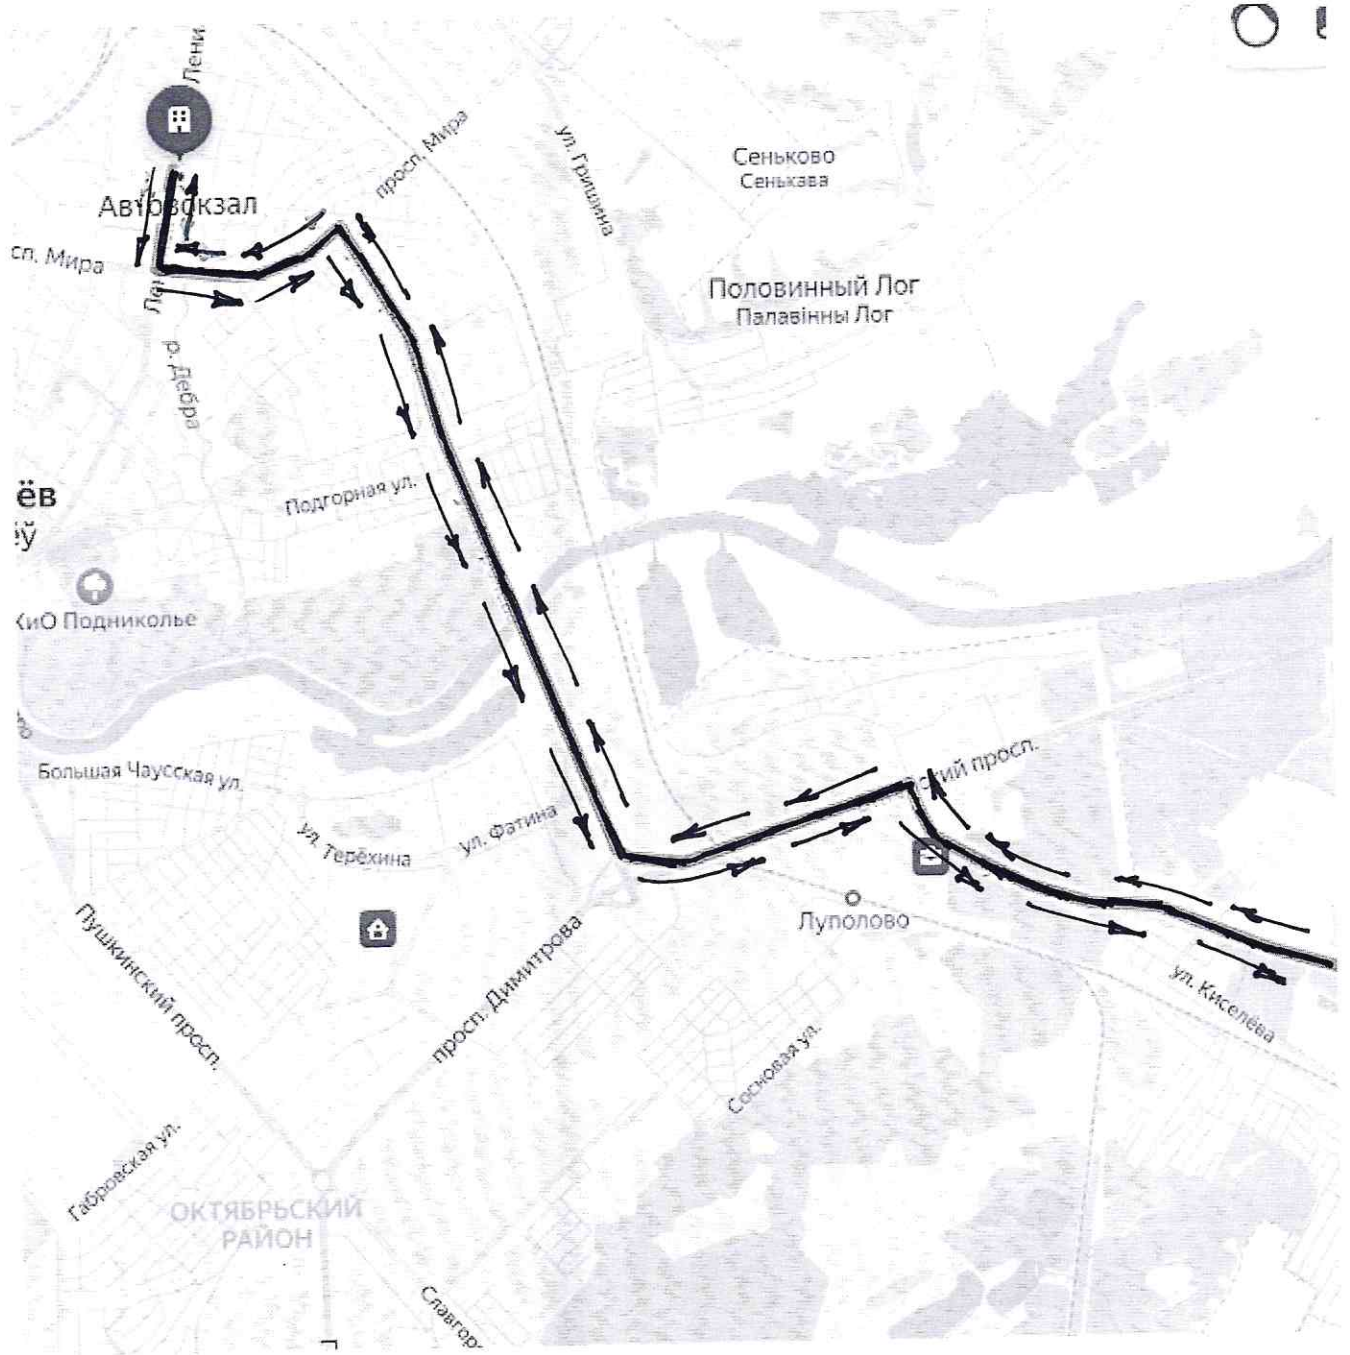 Лени
просп. Мира
ул. Гришина
Сеньково
Сенькава
Автовокзал
сп. Мира
Ле
р. Дебра
Половинный Лог
Палавінны Лог
ёв
ёў
Подгорная ул.
КиО Подниколье
Большая Чаусская ул.
ул. Терёхина
ул. Фатина
ский просп.
Луполово
Пушкинский просп.
просп. Димитрова
ул. Киселёва
Сосновая ул.
Габровская ул.
ОКТЯБРЬСКИЙ
РАЙОН
Славгор